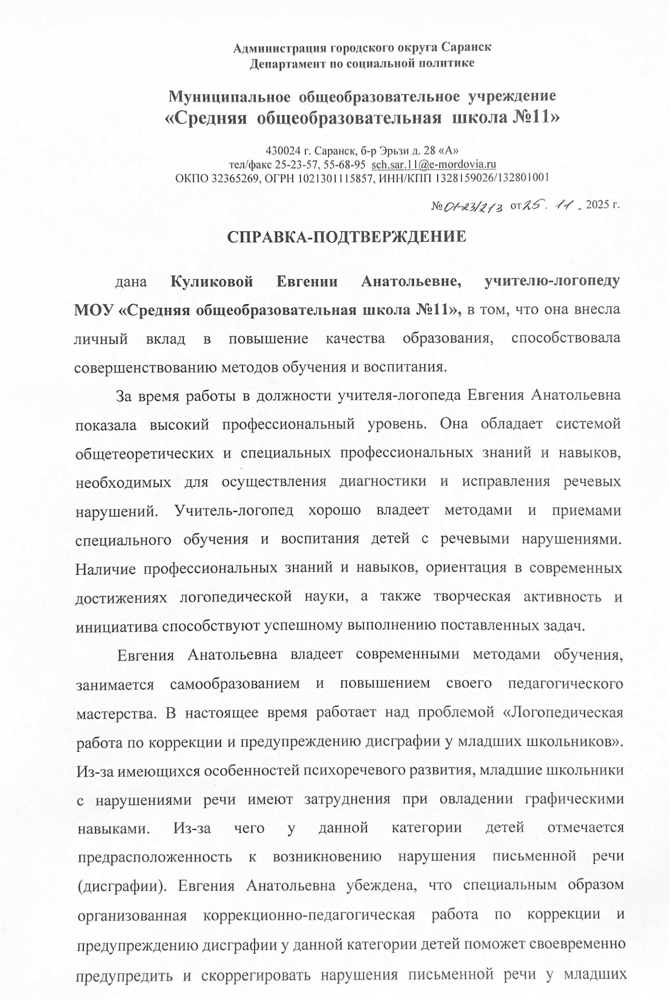 Администрация городского округа Саранск
Департамент по социальной политике
Муниципальное общеобразовательное учреждение
«Средняя общеобразовательная школа №11»
430024 г. Саранск, б-р Эрьзи д. 28 «А»
тел/факс 25-23-57, 55-68-95 sch.sar.11@e-mordovia.ru
ОКПО 32365269, ОГРН 1021301115857, ИНН/КПП 1328159026/132801001
№ 01-23/213 от 25. 11 . 2025 г.
СПРАВКА-ПОДТВЕРЖДЕНИЕ
дана Куликовой Евгении Анатольевне, учителю-логопеду
МОУ «Средняя общеобразовательная школа №11», в том, что она внесла
личный вклад в повышение качества образования, способствовала
совершенствованию методов обучения и воспитания.
За время работы в должности учителя-логопеда Евгения Анатольевна
показала высокий профессиональный уровень. Она обладает системой
общетеоретических и специальных профессиональных знаний и навыков,
необходимых для осуществления диагностики и исправления речевых
нарушений. Учитель-логопед хорошо владеет методами и приемами
специального обучения и воспитания детей с речевыми нарушениями.
Наличие профессиональных знаний и навыков, ориентация в современных
достижениях логопедической науки, а также творческая активность и
инициатива способствуют успешному выполнению поставленных задач.
Евгения Анатольевна владеет современными методами обучения,
занимается самообразованием и повышением своего педагогического
мастерства. В настоящее время работает над проблемой «Логопедическая
работа по коррекции и предупреждению дисграфии у младших школьников».
Из-за имеющихся особенностей психоречевого развития, младшие школьники
с нарушениями речи имеют затруднения при овладении графическими
навыками. Из-за чего у данной категории детей отмечается
предрасположенность к возникновению нарушения письменной речи
(дисграфии). Евгения Анатольевна убеждена, что специальным образом
организованная коррекционно-педагогическая работа по коррекции и
предупреждению дисграфии у данной категории детей поможет своевременно
предупредить и скоррегировать нарушения письменной речи у младших